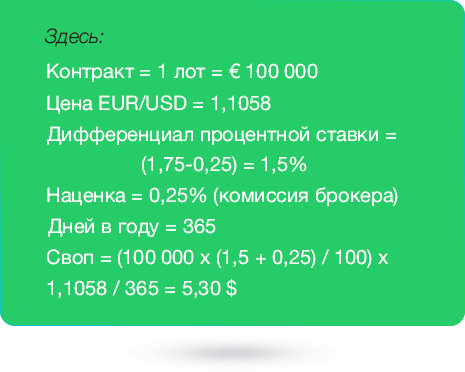 Здесь:
Контракт = 1 лот = € 100 000
Цена EUR/USD = 1,1058
Дифференциал процентной ставки =
(1,75-0,25) = 1,5%
Наценка = 0,25% (комиссия брокера)
Дней в году = 365
Своп = (100 000 x (1,5 + 0,25) / 100) x
1,1058 / 365 = 5,30 $